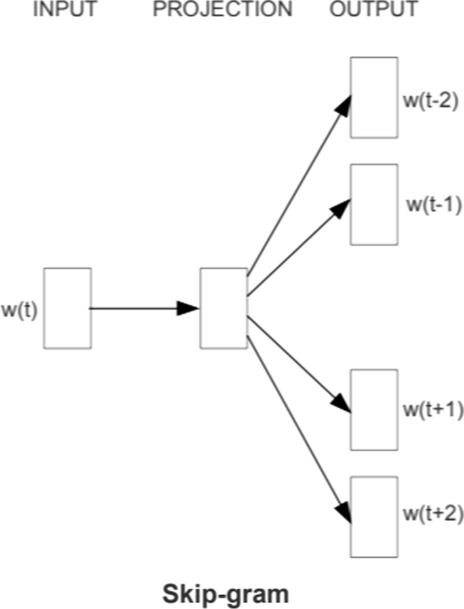 INPUT PROJECTION OUTPUT
w(t-2)
w(t-1)
w(t)
w(t+1)
w(t+2)
Skip-gram